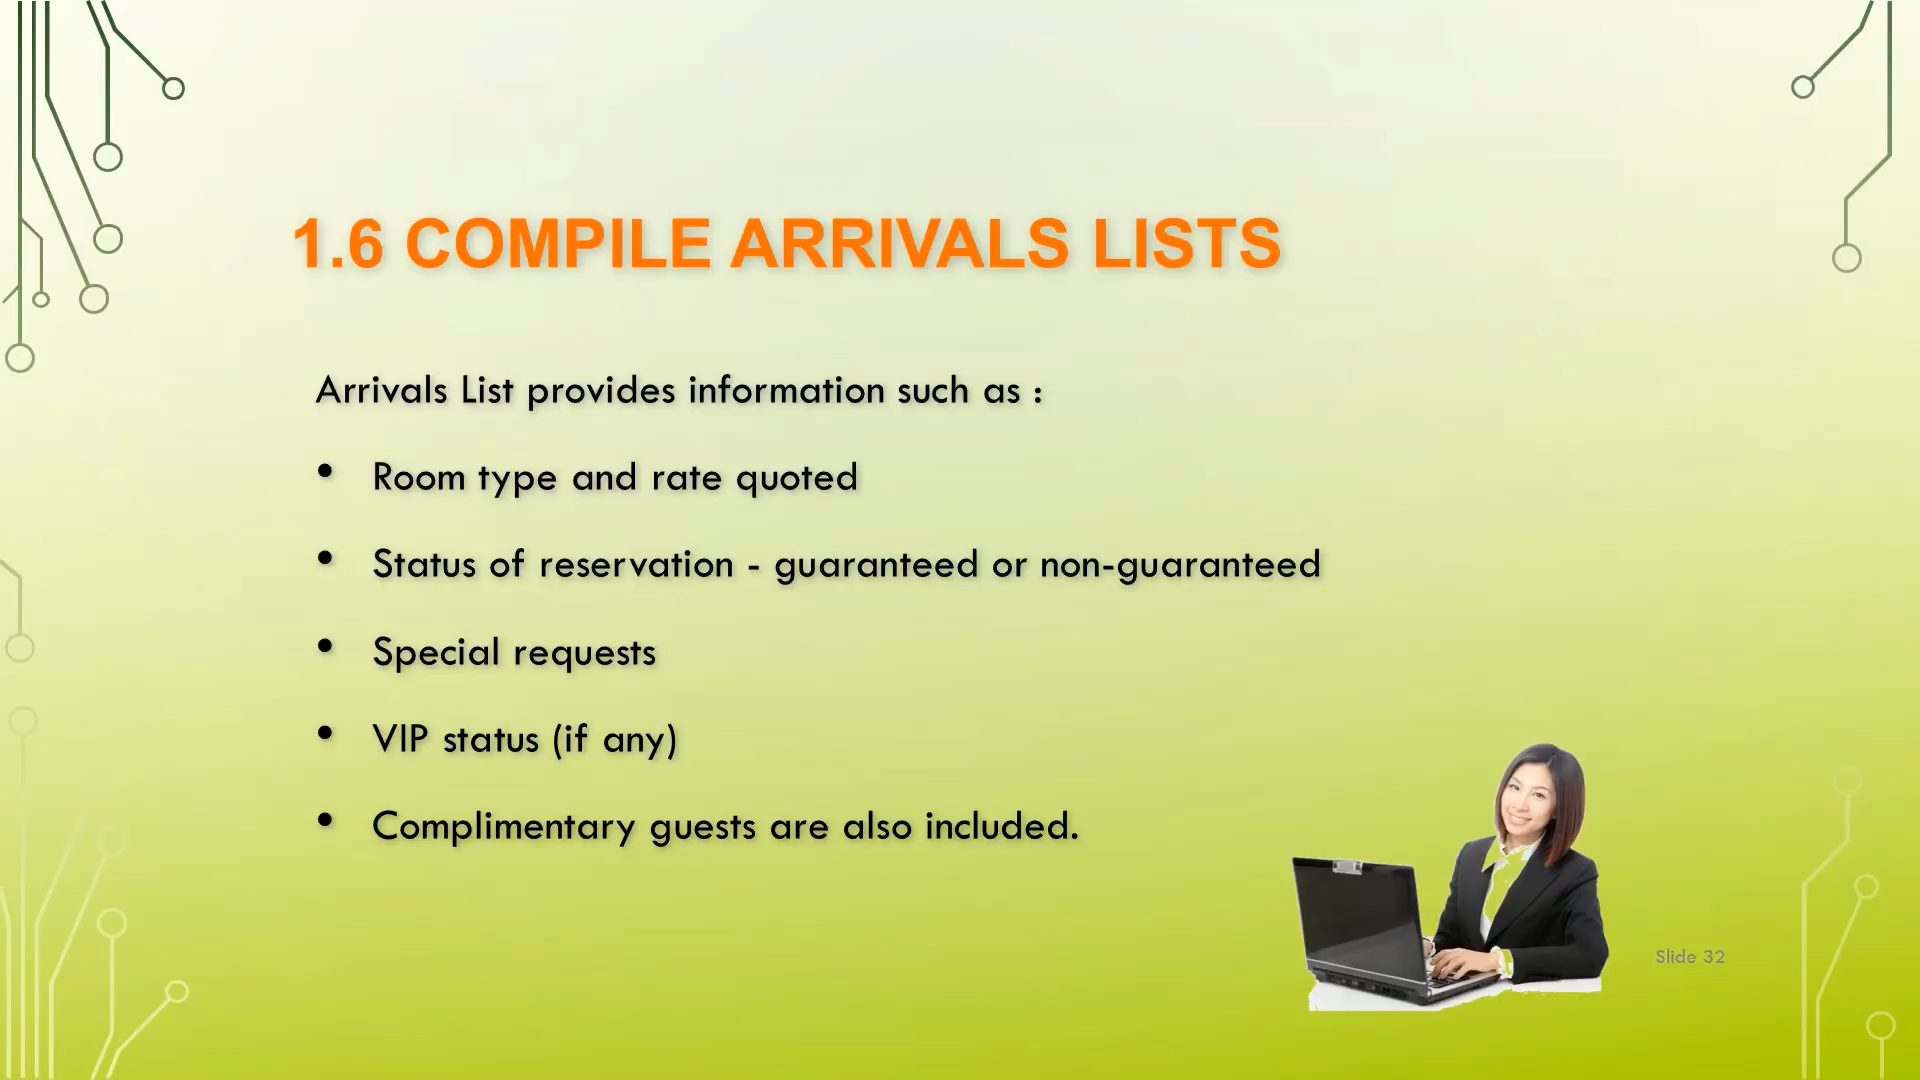 1.6 COMPILE ARRIVALS LISTS
Arrivals List provides information such as :
• Room type and rate quoted
• Status of reservation - guaranteed or non-guaranteed
• Special requests
• VIP status (if any)
• Complimentary guests are also included.
Slide 32